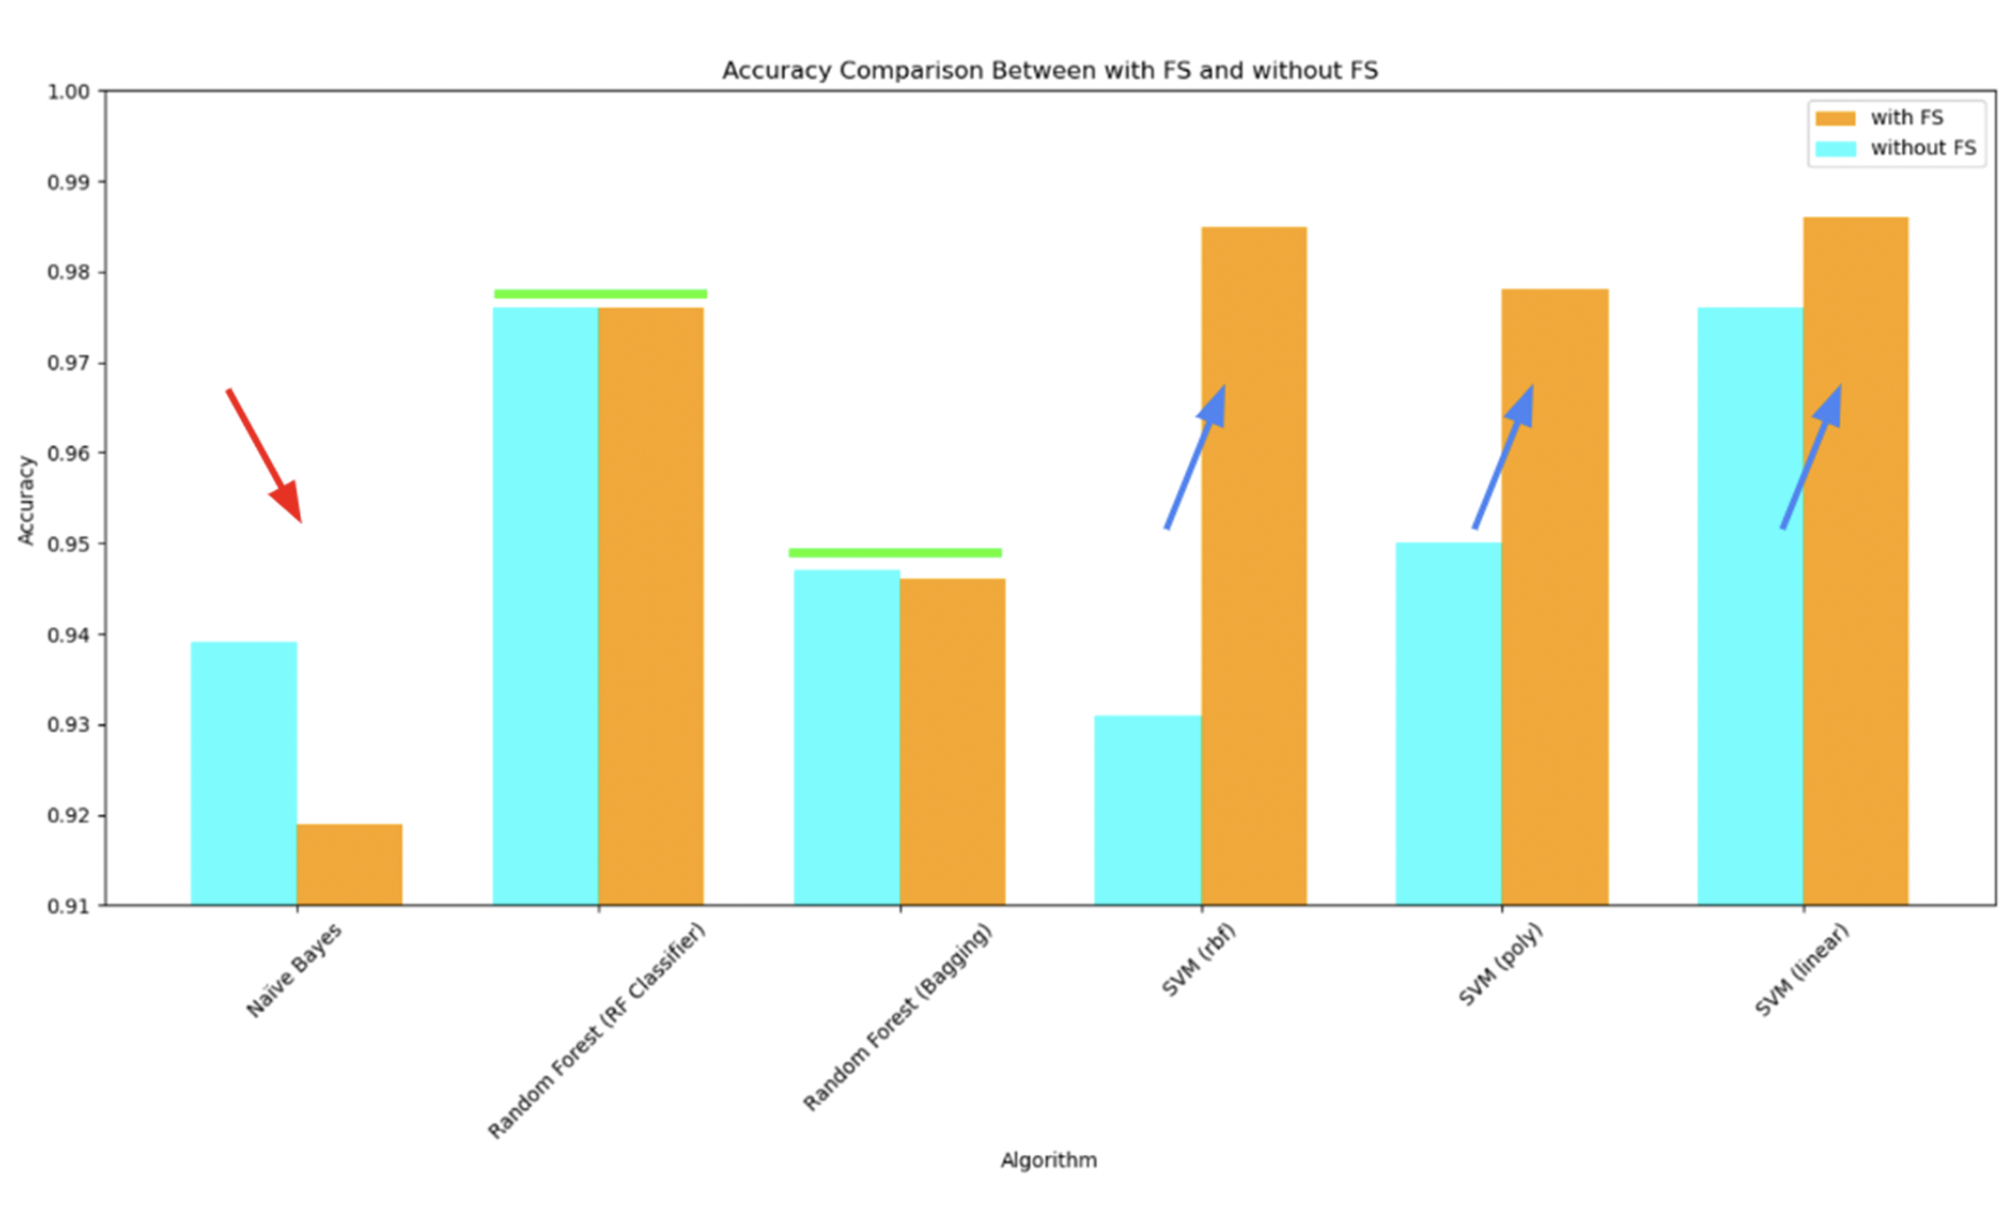 Accuracy Comparison Between with FS and without FS
1.00
0.99
0.98
0.97
0.96
0.95
0.94
0.93
0.92
0.91
Accuracy
with FS
without FS
Naïve Bayes
Random Forest (RF Classifier)
Random Forest (Bagging)
SVM (rbf)
SVM (poly)
SVM (linear)
Algorithm